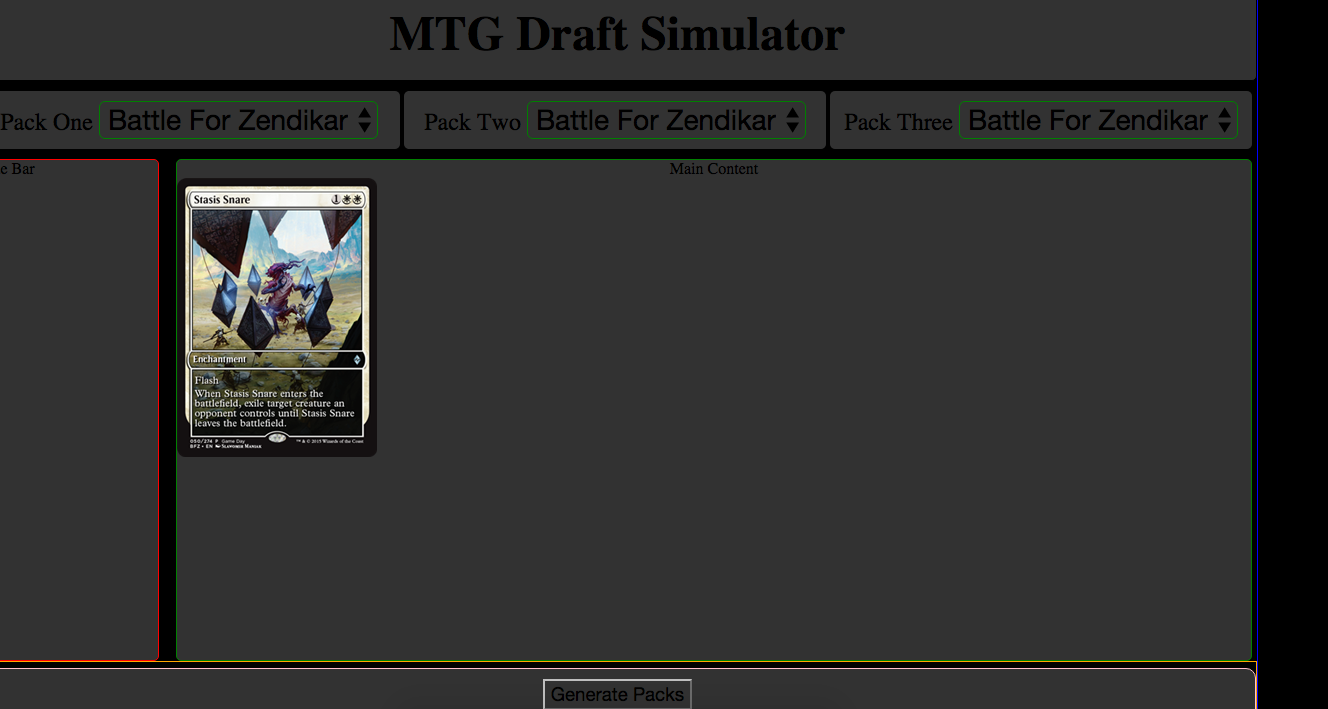 MTG Draft Simulator
Pack One Battle For Zendikar
Pack Two Battle For Zendikar
Pack Three Battle For Zendikar
e Bar
Main Content
Stasis Snare 1
Enchantment
Flash
When Stasis Snare enters the
battlefield, exile target creature an
opponent controls until Stasis Snare
leaves the battlefield.
050/274 P Game Day
BFZ • EN Slawomir Maniak
™ & © 2015 Wizards of the Coast
Generate Packs